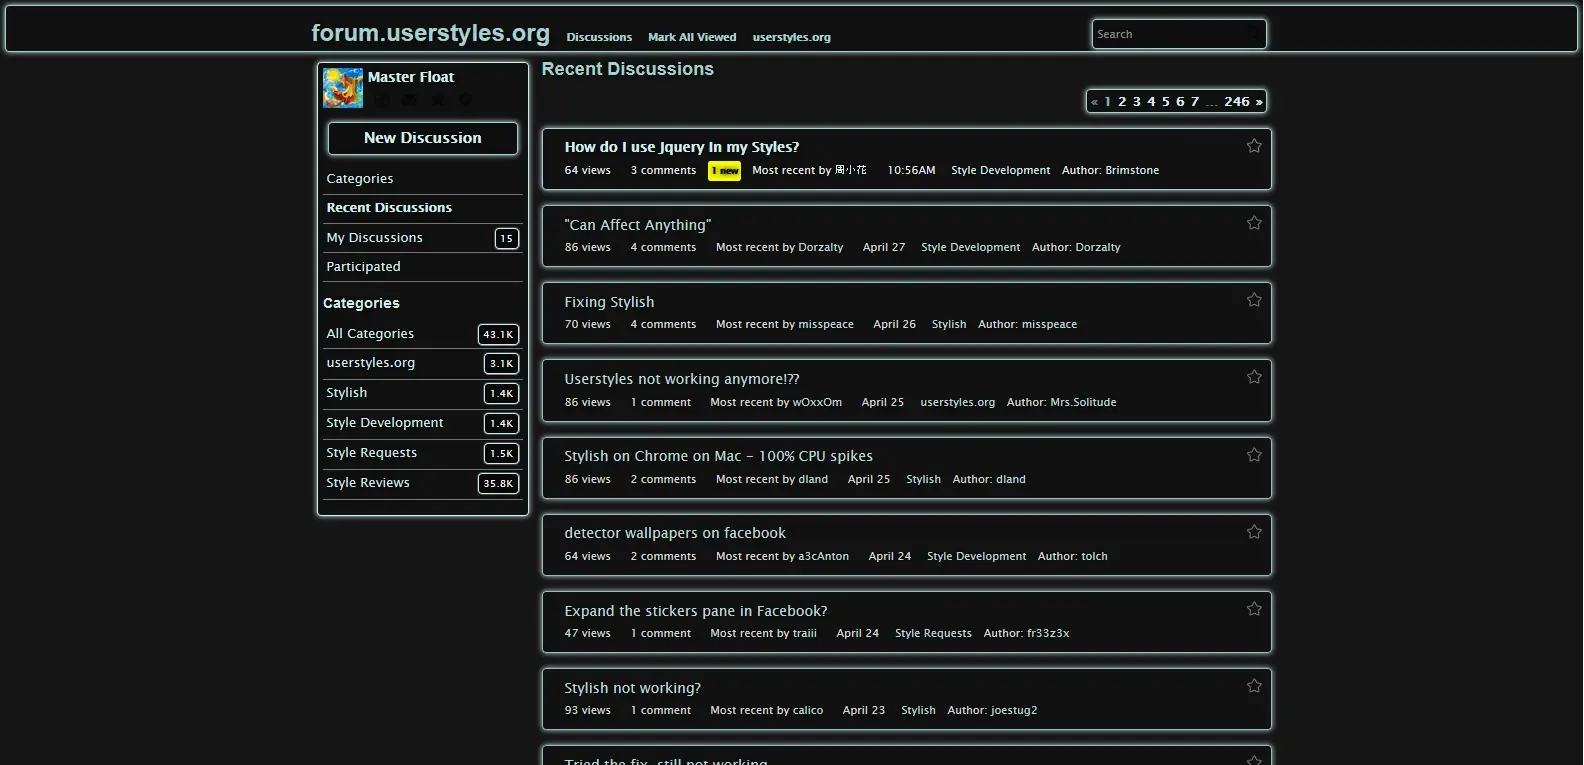 forum.userstyles.org Discussions Mark All Viewed userstyles.org Search
Master Float
New Discussion
Categories
Recent Discussions
My Discussions 15
Participated
Categories
All Categories 43.1K
userstyles.org 3.1K
Stylish 1.4K
Style Development 1.4K
Style Requests 1.5K
Style Reviews 35.8K
Recent Discussions
« 1 2 3 4 5 6 7 ... 246 »
How do I use Jquery In my Styles?
64 views 3 comments 1 new Most recent by 周小花 10:56AM Style Development Author: Brimstone
"Can Affect Anything"
86 views 4 comments Most recent by Dorzalty April 27 Style Development Author: Dorzalty
Fixing Stylish
70 views 4 comments Most recent by misspeace April 26 Stylish Author: misspeace
Userstyles not working anymore!??
86 views 1 comment Most recent by wOxxOm April 25 userstyles.org Author: Mrs.Solitude
Stylish on Chrome on Mac - 100% CPU spikes
86 views 2 comments Most recent by dland April 25 Stylish Author: dland
detector wallpapers on facebook
64 views 2 comments Most recent by a3cAnton April 24 Style Development Author: tolch
Expand the stickers pane in Facebook?
47 views 1 comment Most recent by traiii April 24 Style Requests Author: fr33z3x
Stylish not working?
93 views 1 comment Most recent by calico April 23 Stylish Author: joestug2
Tried the fix, still not working